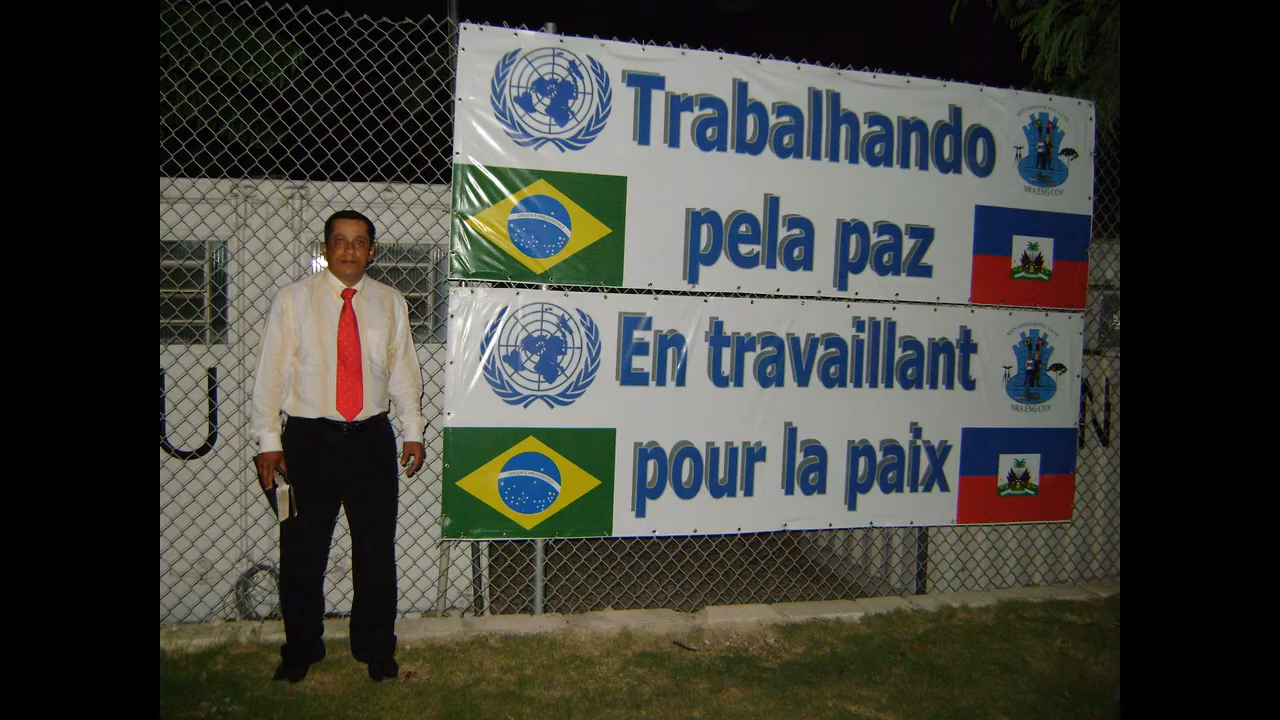 Trabalhando
pela paz
En travaillant
pour la paix
U
N